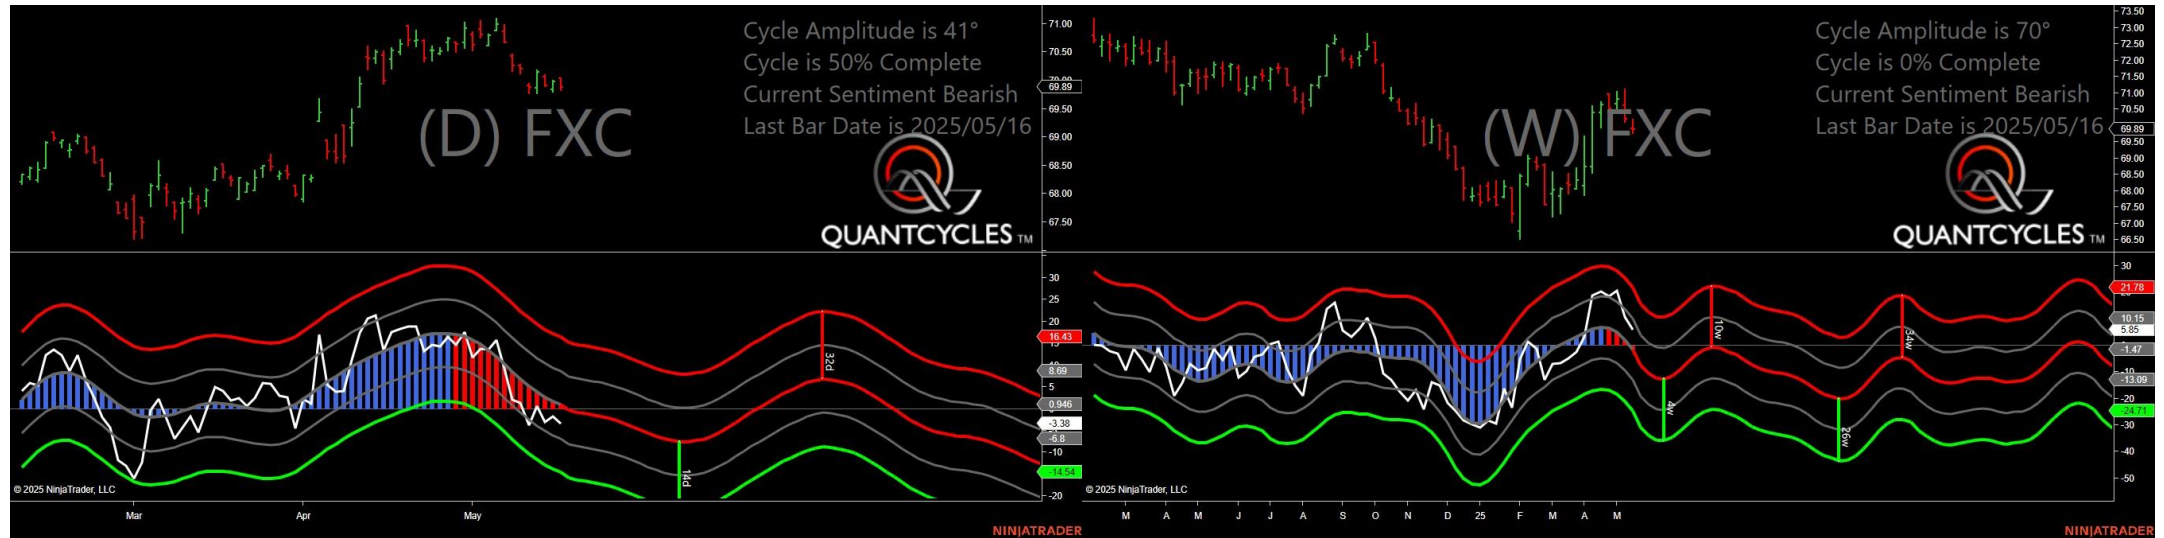 Cycle Amplitude is 41°
Cycle is 50% Complete
Current Sentiment Bearish
Last Bar Date is 2025/05/16
(D) FXC
QUANTCYCLES TM
71.00
70.50
69.89
69.50
69.00
68.50
68.00
67.50
30
25
20
16.43
8.69
5
0.946
-3.38
-6.8
-10
-14.54
-20
32d
14d
© 2025 NinjaTrader, LLC
Mar
Apr
May
NINJATRADER
Cycle Amplitude is 70°
Cycle is 0% Complete
Current Sentiment Bearish
Last Bar Date is 2025/05/16
(W) FXC
QUANTCYCLES TM
73.50
73.00
72.50
72.00
71.50
71.00
70.50
69.89
69.50
69.00
68.50
68.00
67.50
67.00
66.50
30
21.78
10.15
5.85
-1.47
-13.09
-20
-24.71
-30
-40
-50
10w
34w
4w
26w
© 2025 NinjaTrader, LLC
M
A
M
J
J
A
S
O
N
D
25
F
M
A
M
NINJATRADER